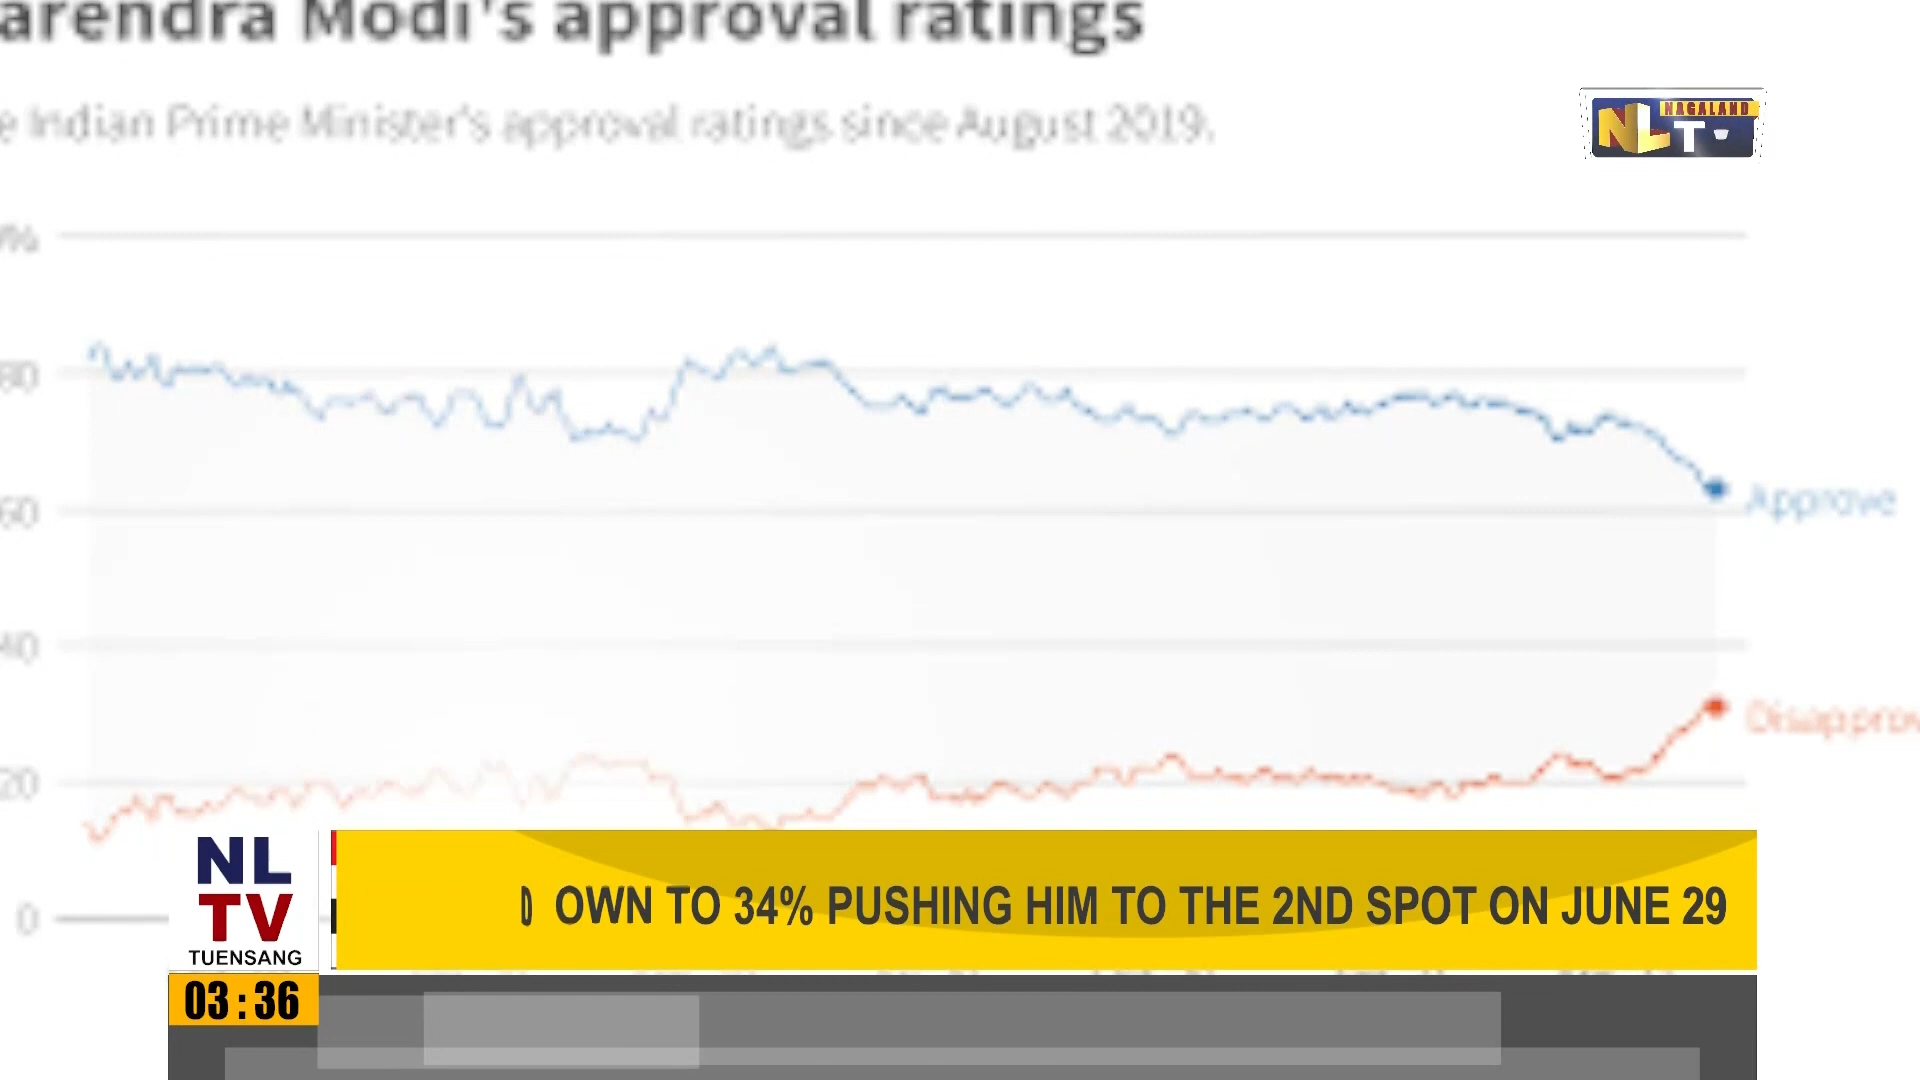 arendra Modi's approval ratings
e Indian Prime Minister's approval ratings since August 2019.
NAGALAND
NL T
%
80
60
Approve
40
Disapprov
20
0
NL
TV
TUENSANG
OWN TO 34% PUSHING HIM TO THE 2ND SPOT ON JUNE 29
03:36